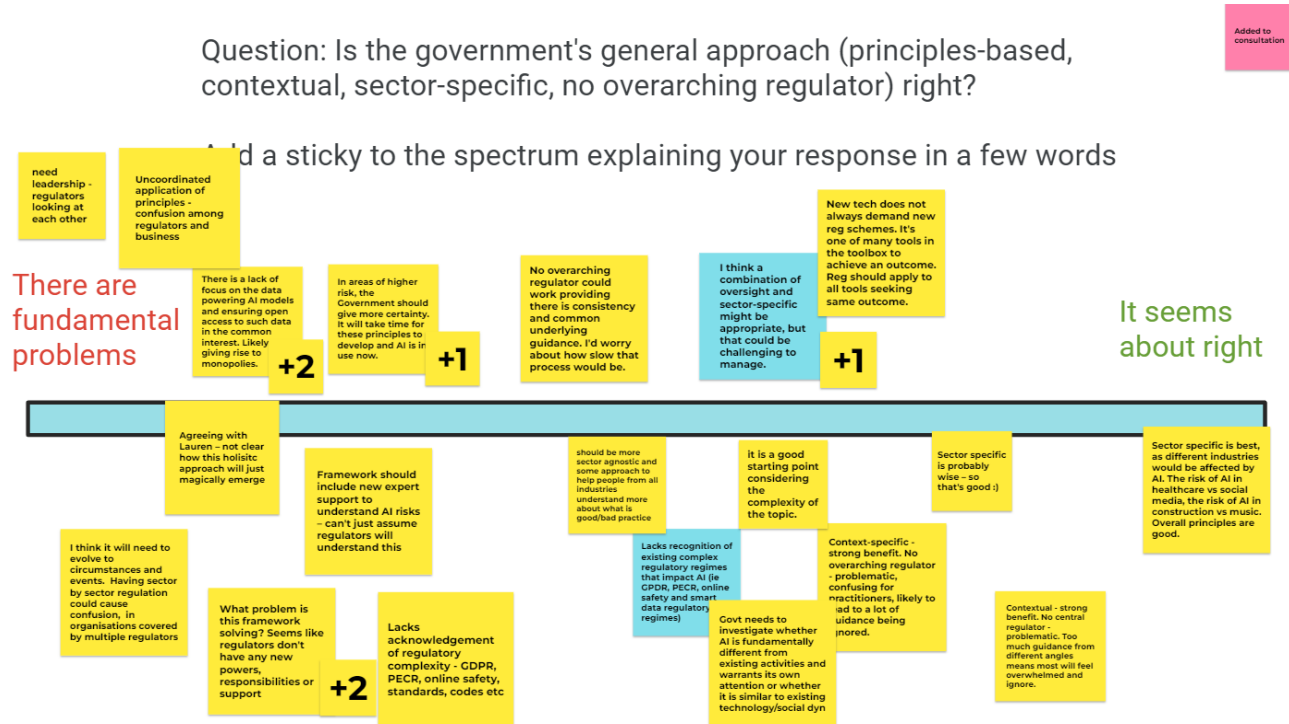 Question: Is the government's general approach (principles-based,
contextual, sector-specific, no overarching regulator) right?
Added to
consultation
Add a sticky to the spectrum explaining your response in a few words
need
leadership -
regulators
looking at
each other
Uncoordinated
application of
principles -
confusion among
regulators and
business
There are
fundamental
problems
There is a lack of
focus on the data
powering AI models
and ensuring open
access to such data
in the common
interest. Likely
giving rise to
monopolies.
+2
In areas of higher
risk, the
Government should
give more certainty.
It will take time for
these principles to
develop and AI is in
use now.
+1
No overarching
regulator could
work providing
there is consistency
and common
underlying
guidance. I'd worry
about how slow that
process would be.
I think a
combination of
oversight and
sector-specific
might be
appropriate, but
that could be
challenging to
manage.
+1
New tech does not
always demand new
reg schemes. It's
one of many tools in
the toolbox to
achieve an outcome.
Reg should apply to
all tools seeking
same outcome.
It seems
about right
Agreeing with
Lauren – not clear
how this holisitc
approach will just
magically emerge
Framework should
include new expert
support to
understand AI risks
– can't just assume
regulators will
understand this
should be more
sector agnostic and
some approach to
help people from all
industries
understand more
about what is
good/bad practice
it is a good
starting point
considering
the
complexity of
the topic.
Sector specific
is probably
wise – so
that's good :)
Sector specific is best,
as different industries
would be affected by
AI. The risk of AI in
healthcare vs social
media, the risk of AI in
construction vs music.
Overall principles are
good.
I think it will need to
evolve to
circumstances and
events. Having sector
by sector regulation
could cause
confusion, in
organisations covered
by multiple regulators
What problem is
this framework
solving? Seems like
regulators don't
have any new
powers,
responsibilities or
support
+2
Lacks
acknowledgement
of regulatory
complexity - GDPR,
PECR, online safety,
standards, codes etc
Lacks recognition of
existing complex
regulatory regimes
that impact AI (ie
GPDR, PECR, online
safety and smart
data regulatory
regimes)
Govt needs to
investigate whether
AI is fundamentally
different from
existing activities and
warrants its own
attention or whether
it is similar to existing
technology/social dyn
Context-specific -
strong benefit. No
overarching regulator
- problematic,
confusing for
practitioners, likely to
lead to a lot of
guidance being
ignored.
Contextual - strong
benefit. No central
regulator -
problematic. Too
much guidance from
different angles
means most will feel
overwhelmed and
ignore.